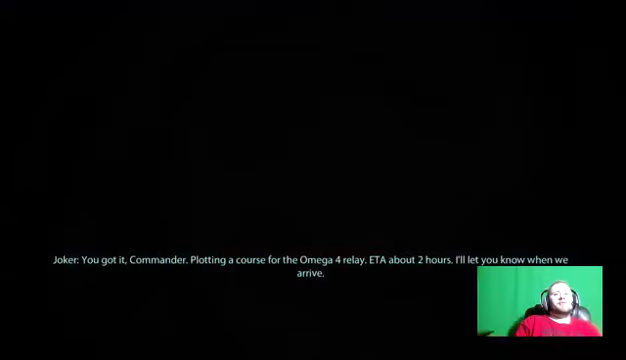 Joker: You got it, Commander. Plotting a course for the Omega 4 relay. ETA about 2 hours. I'll let you know when we
arrive.